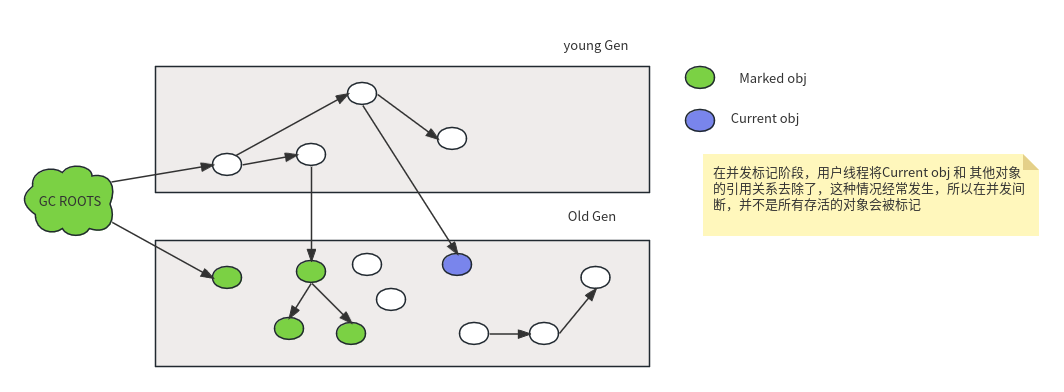 young Gen
Marked obj
Current obj
在并发标记阶段，用户线程将Current obj 和 其他对象
的引用关系去除了，这种情况经常发生，所以在并发间
断，并不是所有存活的对象会被标记
GC ROOTS
Old Gen